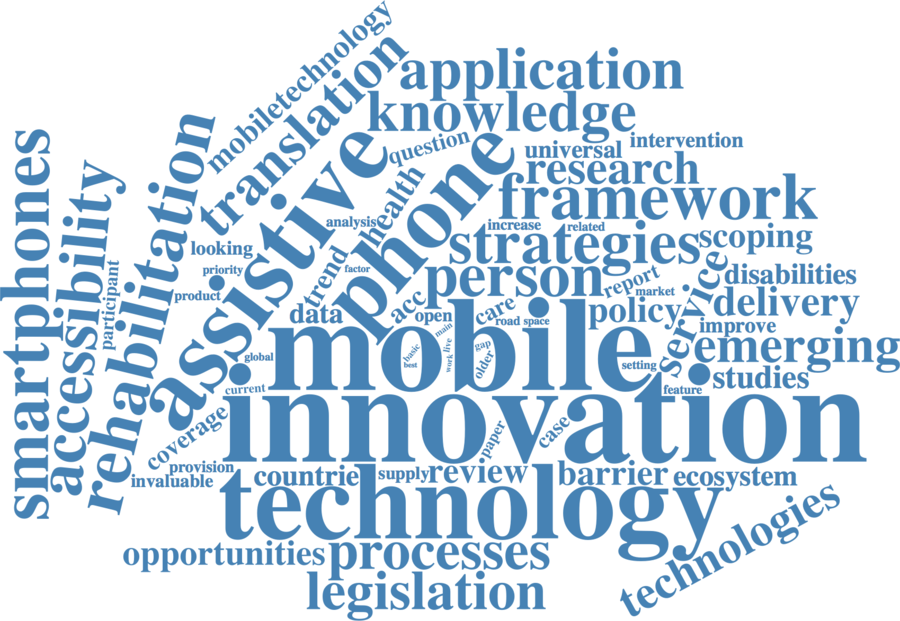 mobiletechnology
translation
application
knowledge
question
intervention
universal
research
smartphones
accessibility
rehabilitation
assistive
phone
health
framework
analysis
increase
related
strategies
scoping
looking
priority
trend
factor
person
report
market
service
disabilities
participant
product
data
acc
open
care
road
space
policy
delivery
main
improve
mobile
basic
best
live
work
gap
older
emerging
global
setting
current
feature
studies
innovation
coverage
paper
case
provision
invaluable
countrie
supply
review
barrier
ecosystem
technology
technologies
opportunities
processes
legislation